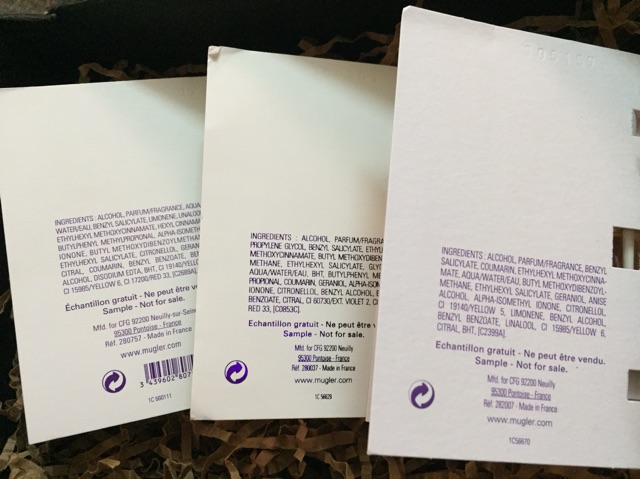 INGREDIENTS : ALCOHOL, PARFUM/FRAGRANCE, AQUA/
WATER/EAU, BENZYL SALICYLATE, LIMONENE, LINALOOL,
ETHYLHEXYL METHOXYCINNAMATE, HEXYL CINNAMAL,
BUTYLPHENYL METHYLPROPIONAL, ALPHA-ISOMETHYL
IONONE, BUTYL METHOXYDIBENZOYLMETHANE,
ETHYLHEXYL SALICYLATE, CITRONELLOL, GERANIOL,
CITRAL, COUMARIN, BENZYL BENZOATE,
ALCOHOL, DISODIUM EDTA, BHT, CI 19140/YELLOW
CI 15985/YELLOW 6, CI 17200/RED 33.
Échantillon gratuit - Ne peut être
Sample - Not for sale.
Mfd. for CFG 92200 Neuilly-sur-Seine
95300 Pontoise - France
Réf. 280757 - Made in France
www.mugler.com
3 439602 807
1C 560111
INGREDIENTS : ALCOHOL, PARFUM/FRAGRANCE,
PROPYLENE GLYCOL, BENZYL SALICYLATE, ETHYL
METHOXYCINNAMATE, BUTYL METHOXYDIBEN
METHANE, ETHYLHEXYL SALICYLATE,
AQUA/WATER/EAU, BHT, BUTYLPHENYL ME
PROPIONAL, COUMARIN, GERANIOL, ALPHA-ISOM
IONONE, CITRONELLOL, BENZYL ALCOHOL,
BENZOATE, CITRAL, CI 60730/EXT. VIOLET 2,
RED 33, [C0853C].
Echantillon gratuit - Ne peut être v
Sample - Not for sale.
Mfd. for CFG 92200 Neuilly
95300 Pontoise - France
Réf. 280837 - Made in France
www.mugler.com
1C 56629
INGREDIENTS : ALCOHOL, PARFUM/FRAGRANCE, BENZYL
SALICYLATE, COUMARIN, ETHYLHEXYL METHOXYCINNA-
MATE, AQUA/WATER/EAU, BUTYL METHOXYDIBENZOYL-
METHANE, ETHYLHEXYL SALICYLATE, GERANIOL, ANISE
ALCOHOL, ALPHA-ISOMETHYL IONONE, CITRONELLOL,
CI 19140/YELLOW 5, LIMONENE, BENZYL ALCOHOL,
BENZYL BENZOATE, LINALOOL, CI 15985/YELLOW 6,
CITRAL, BHT, [C2399A].
Echantillon gratuit - Ne peut être vendu.
Sample - Not for sale.
Mfd. for CFG 92200 Neuilly
95300 Pontoise - France
Réf. 282007 - Made in France
www.mugler.com
1C56670